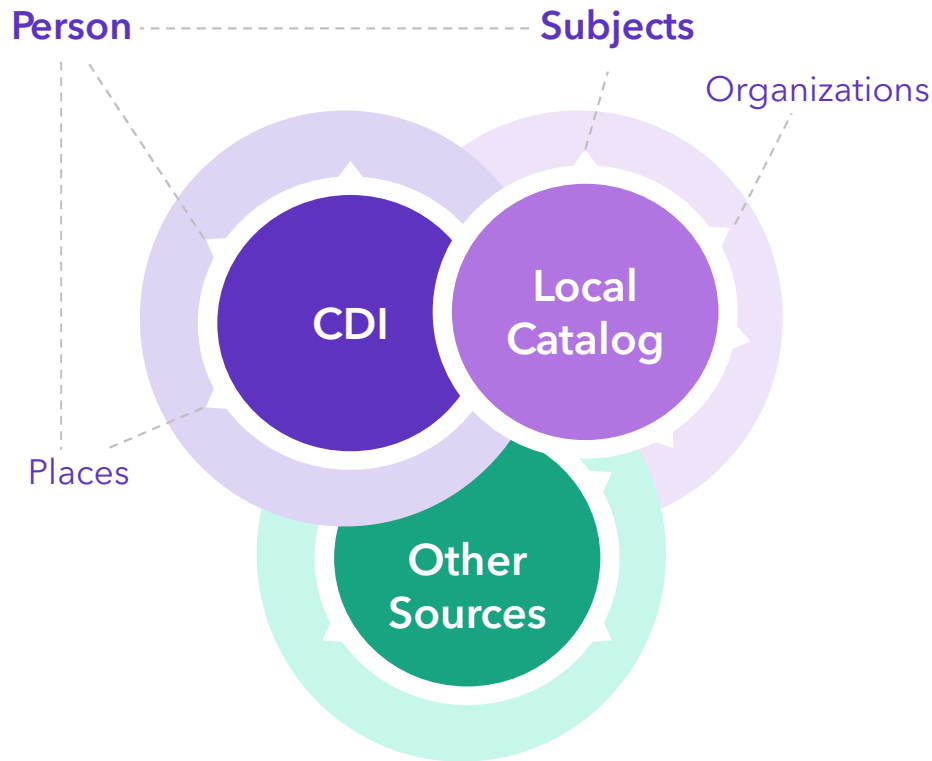 Person
Subjects
Organizations
CDI
Local
Catalog
Places
Other
Sources